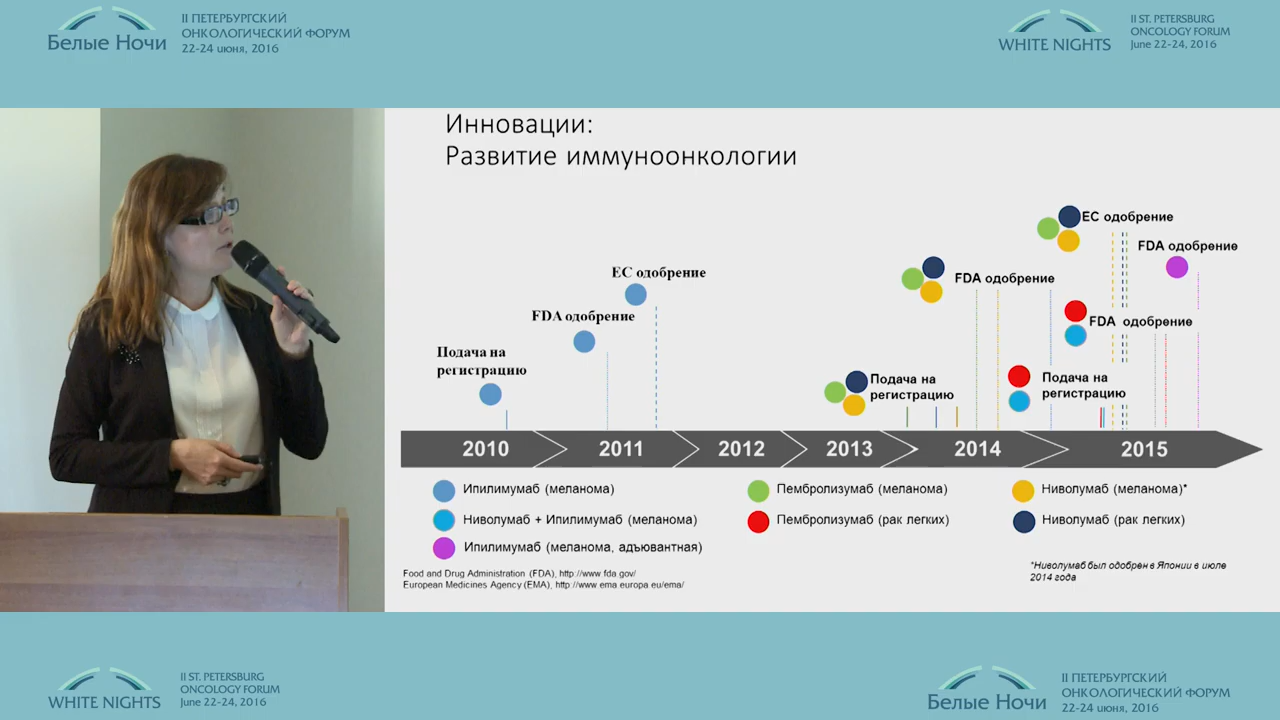 Белые Ночи
II ПЕТЕРБУРГСКИЙ
ОНКОЛОГИЧЕСКИЙ ФОРУМ
22-24 июня, 2016
WHITE NIGHTS
II ST. PETERSBURG
ONCOLOGY FORUM
June 22-24, 2016
Инновации:
Развитие иммуноонкологии
ЕС одобрение
FDA одобрение
ЕС одобрение
FDA одобрение
FDA одобрение
FDA одобрение
Подача на
регистрацию
Подача на
регистрацию
Подача на
регистрацию
2010
2011
2012
2013
2014
2015
Ипилимумаб (меланома)
Пембролизумаб (меланома)
Ниволумаб (меланома)*
Ниволумаб + Ипилимумаб (меланома)
Пембролизумаб (рак легких)
Ниволумаб (рак легких)
Ипилимумаб (меланома, адъювантная)
Food and Drug Administration (FDA), http://www.fda.gov/
European Medicines Agency (EMA), http://www.ema.europa.eu/ema/
*Ниволумаб был одобрен в Японии в июле
2014 года
WHITE NIGHTS
II ST. PETERSBURG
ONCOLOGY FORUM
June 22-24, 2016
Белые Ночи
II ПЕТЕРБУРГСКИЙ
ОНКОЛОГИЧЕСКИЙ ФОРУМ
22-24 июня, 2016